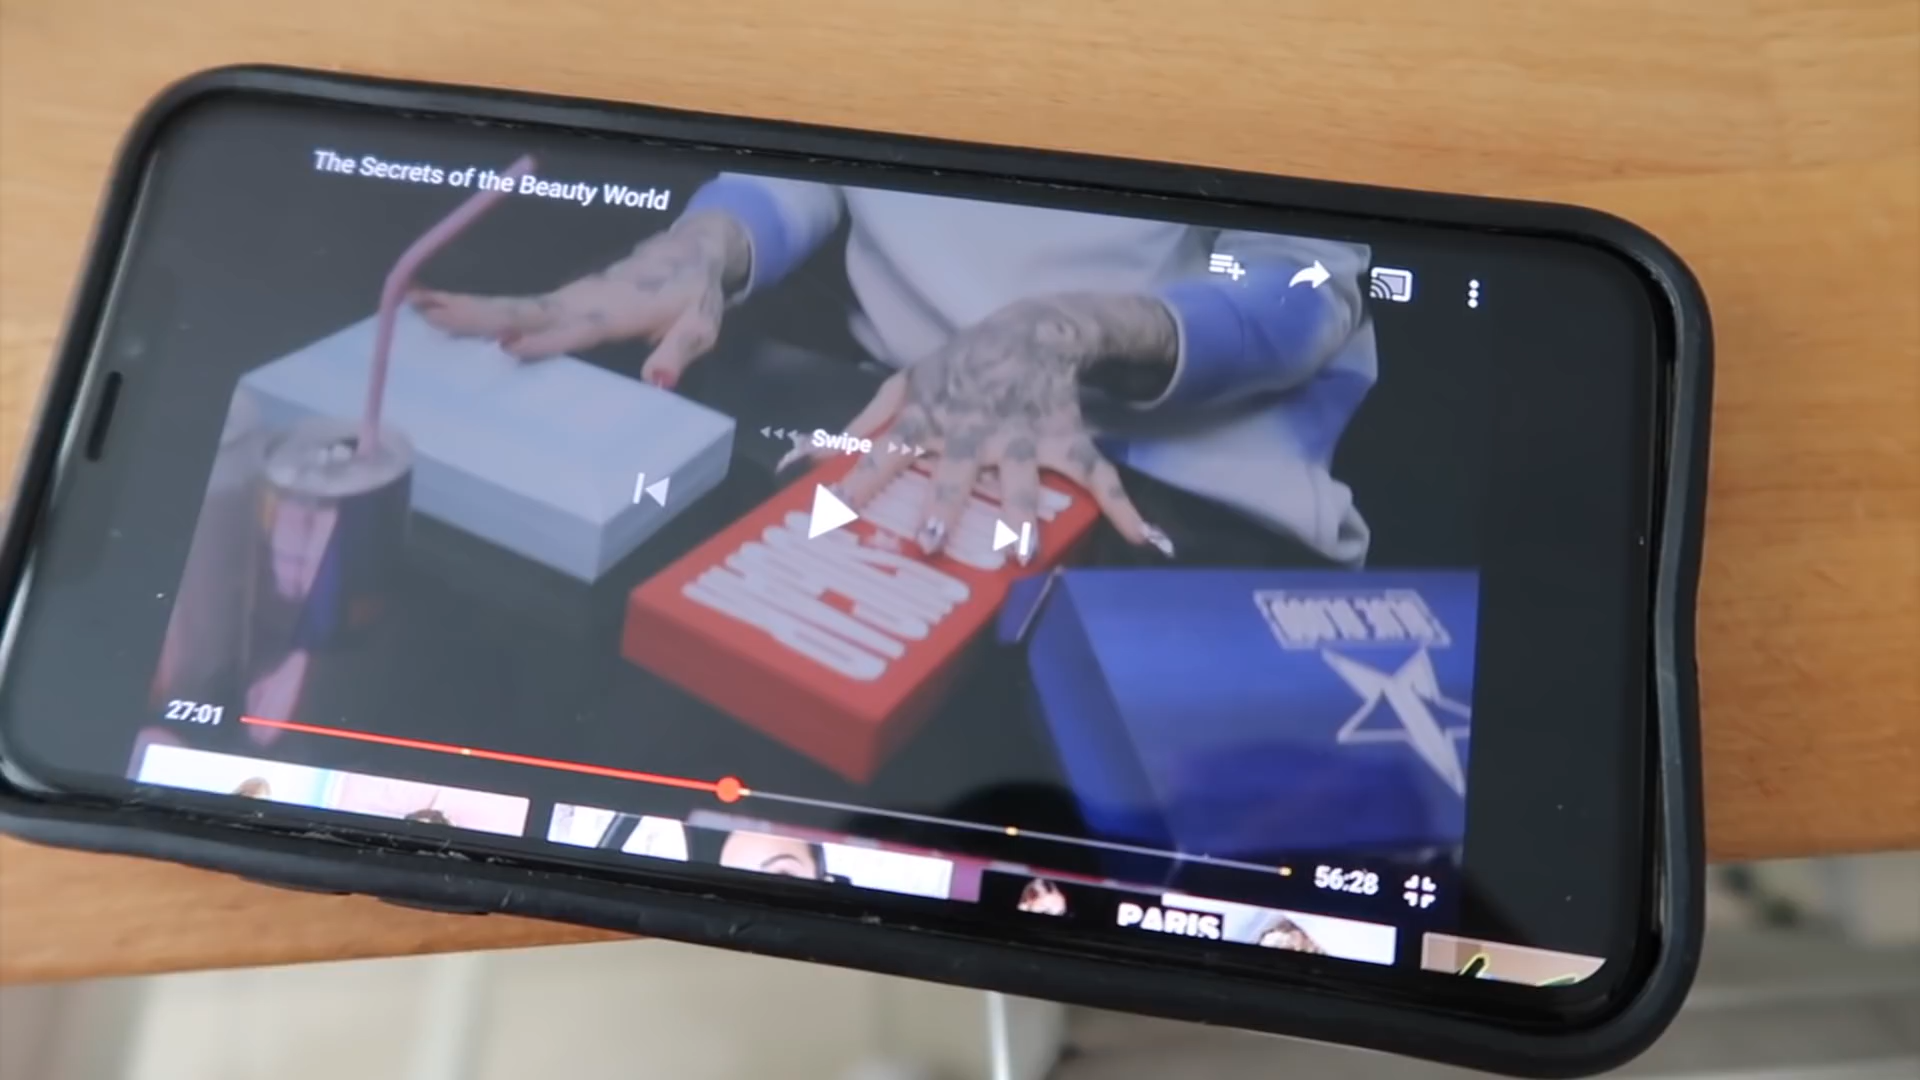 The Secrets of the Beauty World
Swipe
27:01
56:28
PARIS